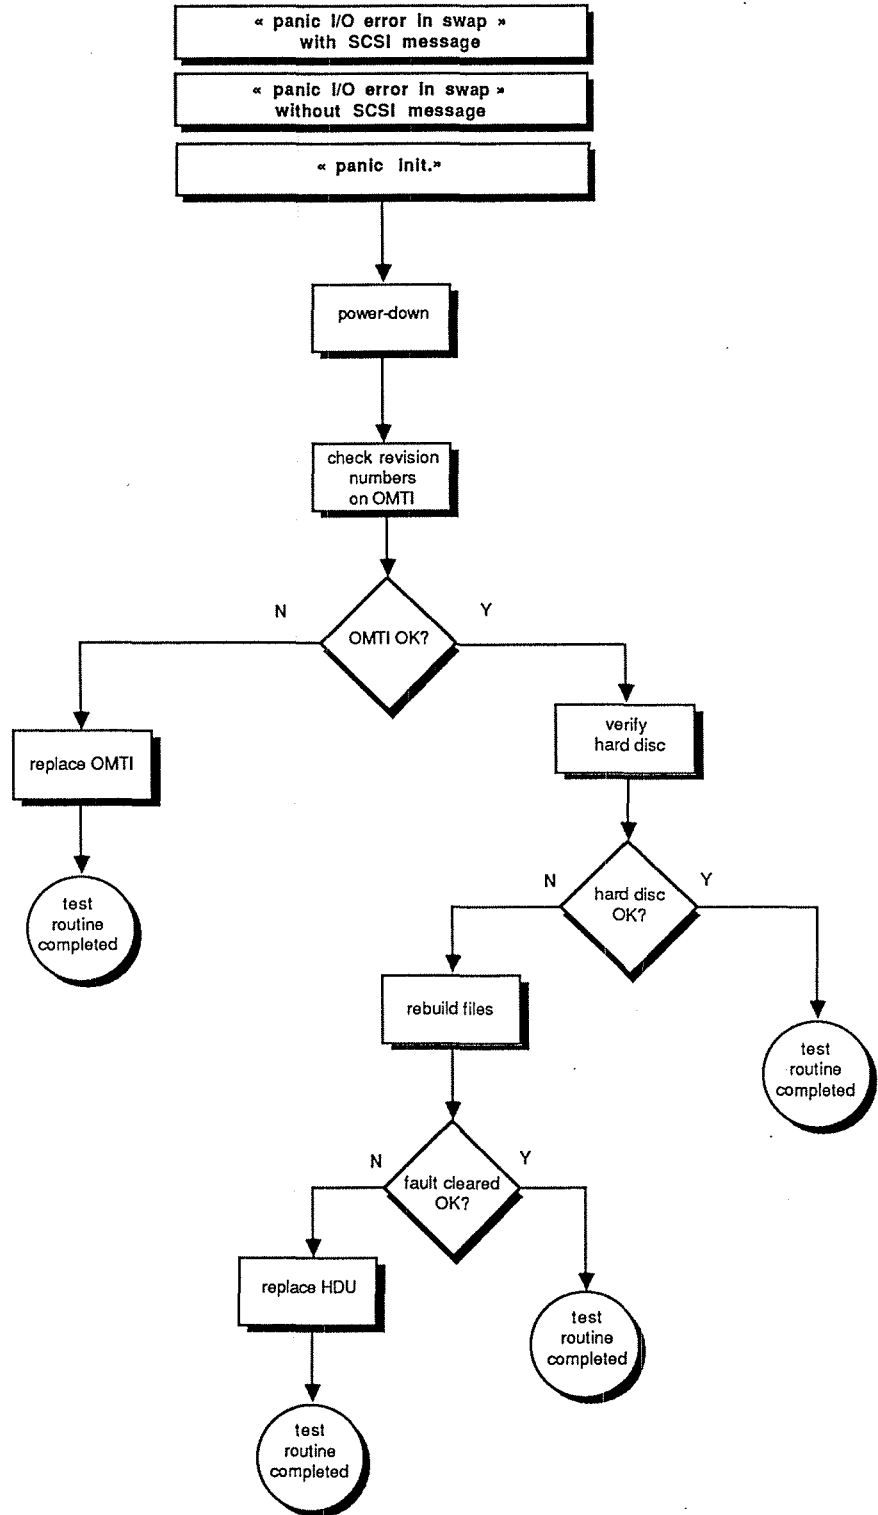 « panic I/O error in swap »
with SCSI message
« panic I/O error in swap »
without SCSI message
« panic init.»
power-down
check revision
numbers
on OMTI
N
Y
OMTI OK?
replace OMTI
verify
hard disc
test
routine
completed
N
Y
hard disc
OK?
rebuild files
test
routine
completed
N
Y
fault cleared
OK?
replace HDU
test
routine
completed
test
routine
completed